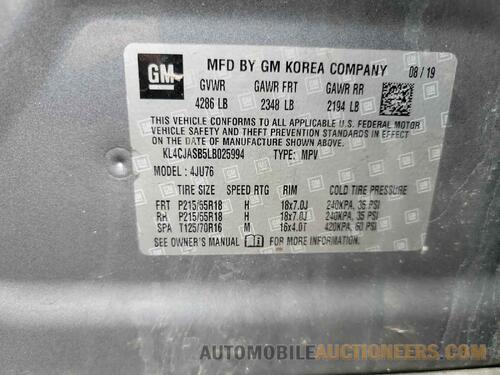 GM
MFD BY GM KOREA COMPANY 08/19
GVWR GAWR FRT GAWR RR
4286 LB 2348 LB 2194 LB
THIS VEHICLE CONFORMS TO ALL APPLICABLE U.S. FEDERAL MOTOR
VEHICLE SAFETY, BUMPER, AND THEFT PREVENTION STANDARDS IN
EFFECT ON THE DATE OF MANUFACTURE SHOWN ABOVE.
KL4CJASB5LB025994 TYPE: MPV
MODEL: 4JU76
TIRE SIZE SPEED RTG RIM COLD TIRE PRESSURE
FRT P215/55R18 H 18x7.0J 240KPA, 35 PSI
RH P215/55R18 H 18x7.0J 240KPA, 35 PSI
SPA T125/70R16 M 16x4.0T 420KPA, 60 PSI
SEE OWNER'S MANUAL FOR ADDITIONAL INFORMATION.
AUTOMOBILEAUCTIONEERS.COM